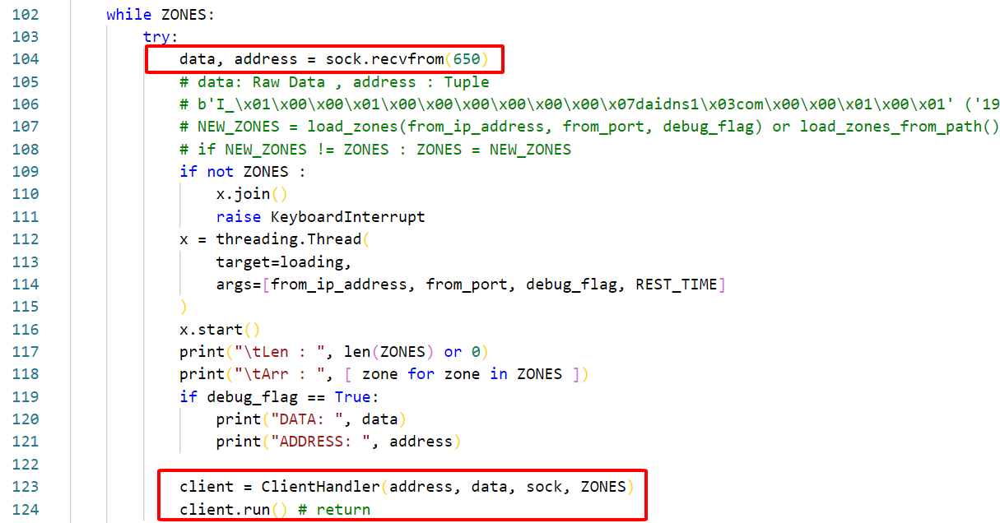 102 while ZONES:
103 try:
104 data, address = sock.recvfrom(650)
105 # data: Raw Data , address : Tuple
106 # b'I_\x01\x00\x00\x01\x00\x00\x00\x00\x00\x00\x07daidns1\x03com\x00\x00\x01\x00\x01' ('19
107 # NEW_ZONES = load_zones(from_ip_address, from_port, debug_flag) or load_zones_from_path()
108 # if NEW_ZONES != ZONES : ZONES = NEW_ZONES
109 if not ZONES :
110 x.join()
111 raise KeyboardInterrupt
112 x = threading.Thread(
113 target=loading,
114 args=[from_ip_address, from_port, debug_flag, REST_TIME]
115 )
116 x.start()
117 print("\tLen : ", len(ZONES) or 0)
118 print("\tArr : ", [ zone for zone in ZONES ])
119 if debug_flag == True:
120 print("DATA: ", data)
121 print("ADDRESS: ", address)
122
123 client = ClientHandler(address, data, sock, ZONES)
124 client.run() # return